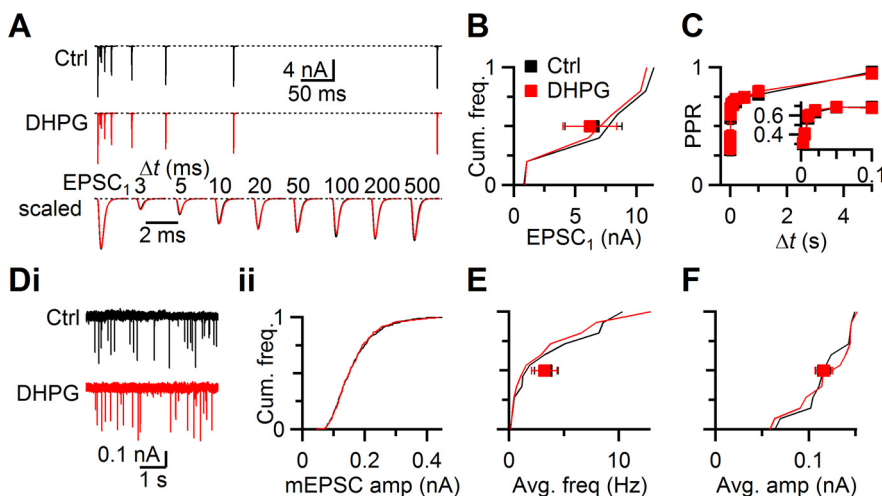 A
Ctrl
4 nA
50 ms
DHPG
Δt (ms)
EPSC1 3 5 10 20 50 100 200 500
scaled
2 ms
B
Cum. freq.
1
0
Ctrl
DHPG
0 5 10
EPSC1 (nA)
C
PPR
1
0
0.6
0.4
0 0.1
0 2 4
Δt (s)
Di
Ctrl
DHPG
0.1 nA
1 s
ii
Cum. freq.
1
0
0.0 0.2 0.4
mEPSC amp (nA)
E
1
0
0 10
Avg. freq (Hz)
F
1
0
0.0 0.1
Avg. amp (nA)